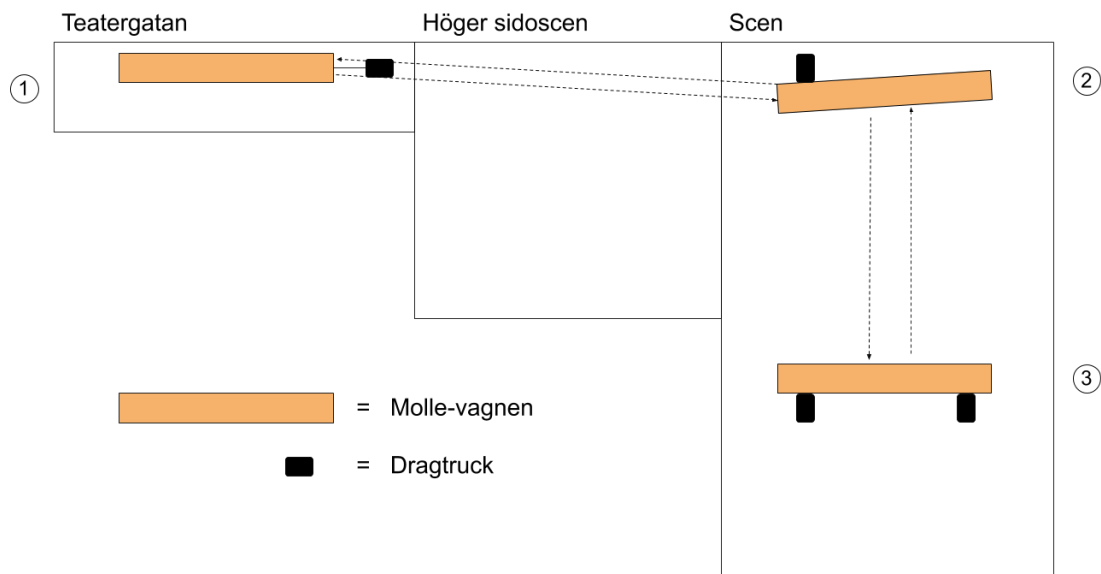 Teatergatan
Höger sidoscen
Scen
1
2
3
= Molle-vagnen
= Dragtruck